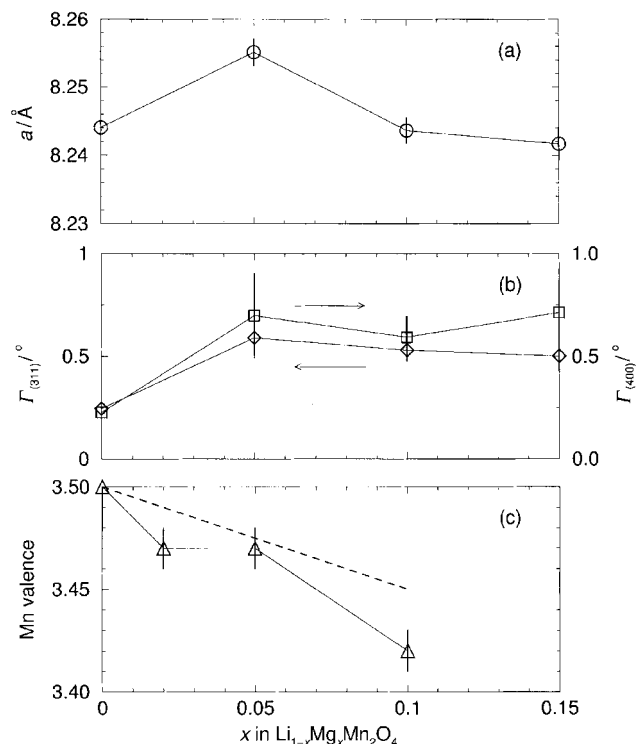 8.26
(a)
8.25
a/Å
8.24
8.23
1
1.0
(b)
Γ(311)/°
0.5
0.5
Γ(400)/°
0
0.0
3.50
(c)
Mn valence
3.45
3.40
0
0.05
0.1
0.15
x in Li₁₋ₓMgₓMn₂O₄